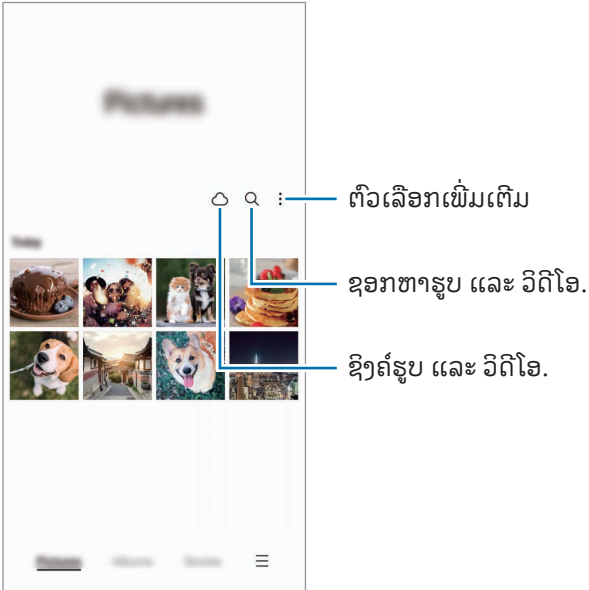 Pictures
ຕົວເລືອກເພີ່ມເຕີມ
Today
ຊອກຫາຮູບ ແລະ ວິດີໂອ.
ຊິງຄ໌ຮູບ ແລະ ວິດີໂອ.
Pictures Albums Stories